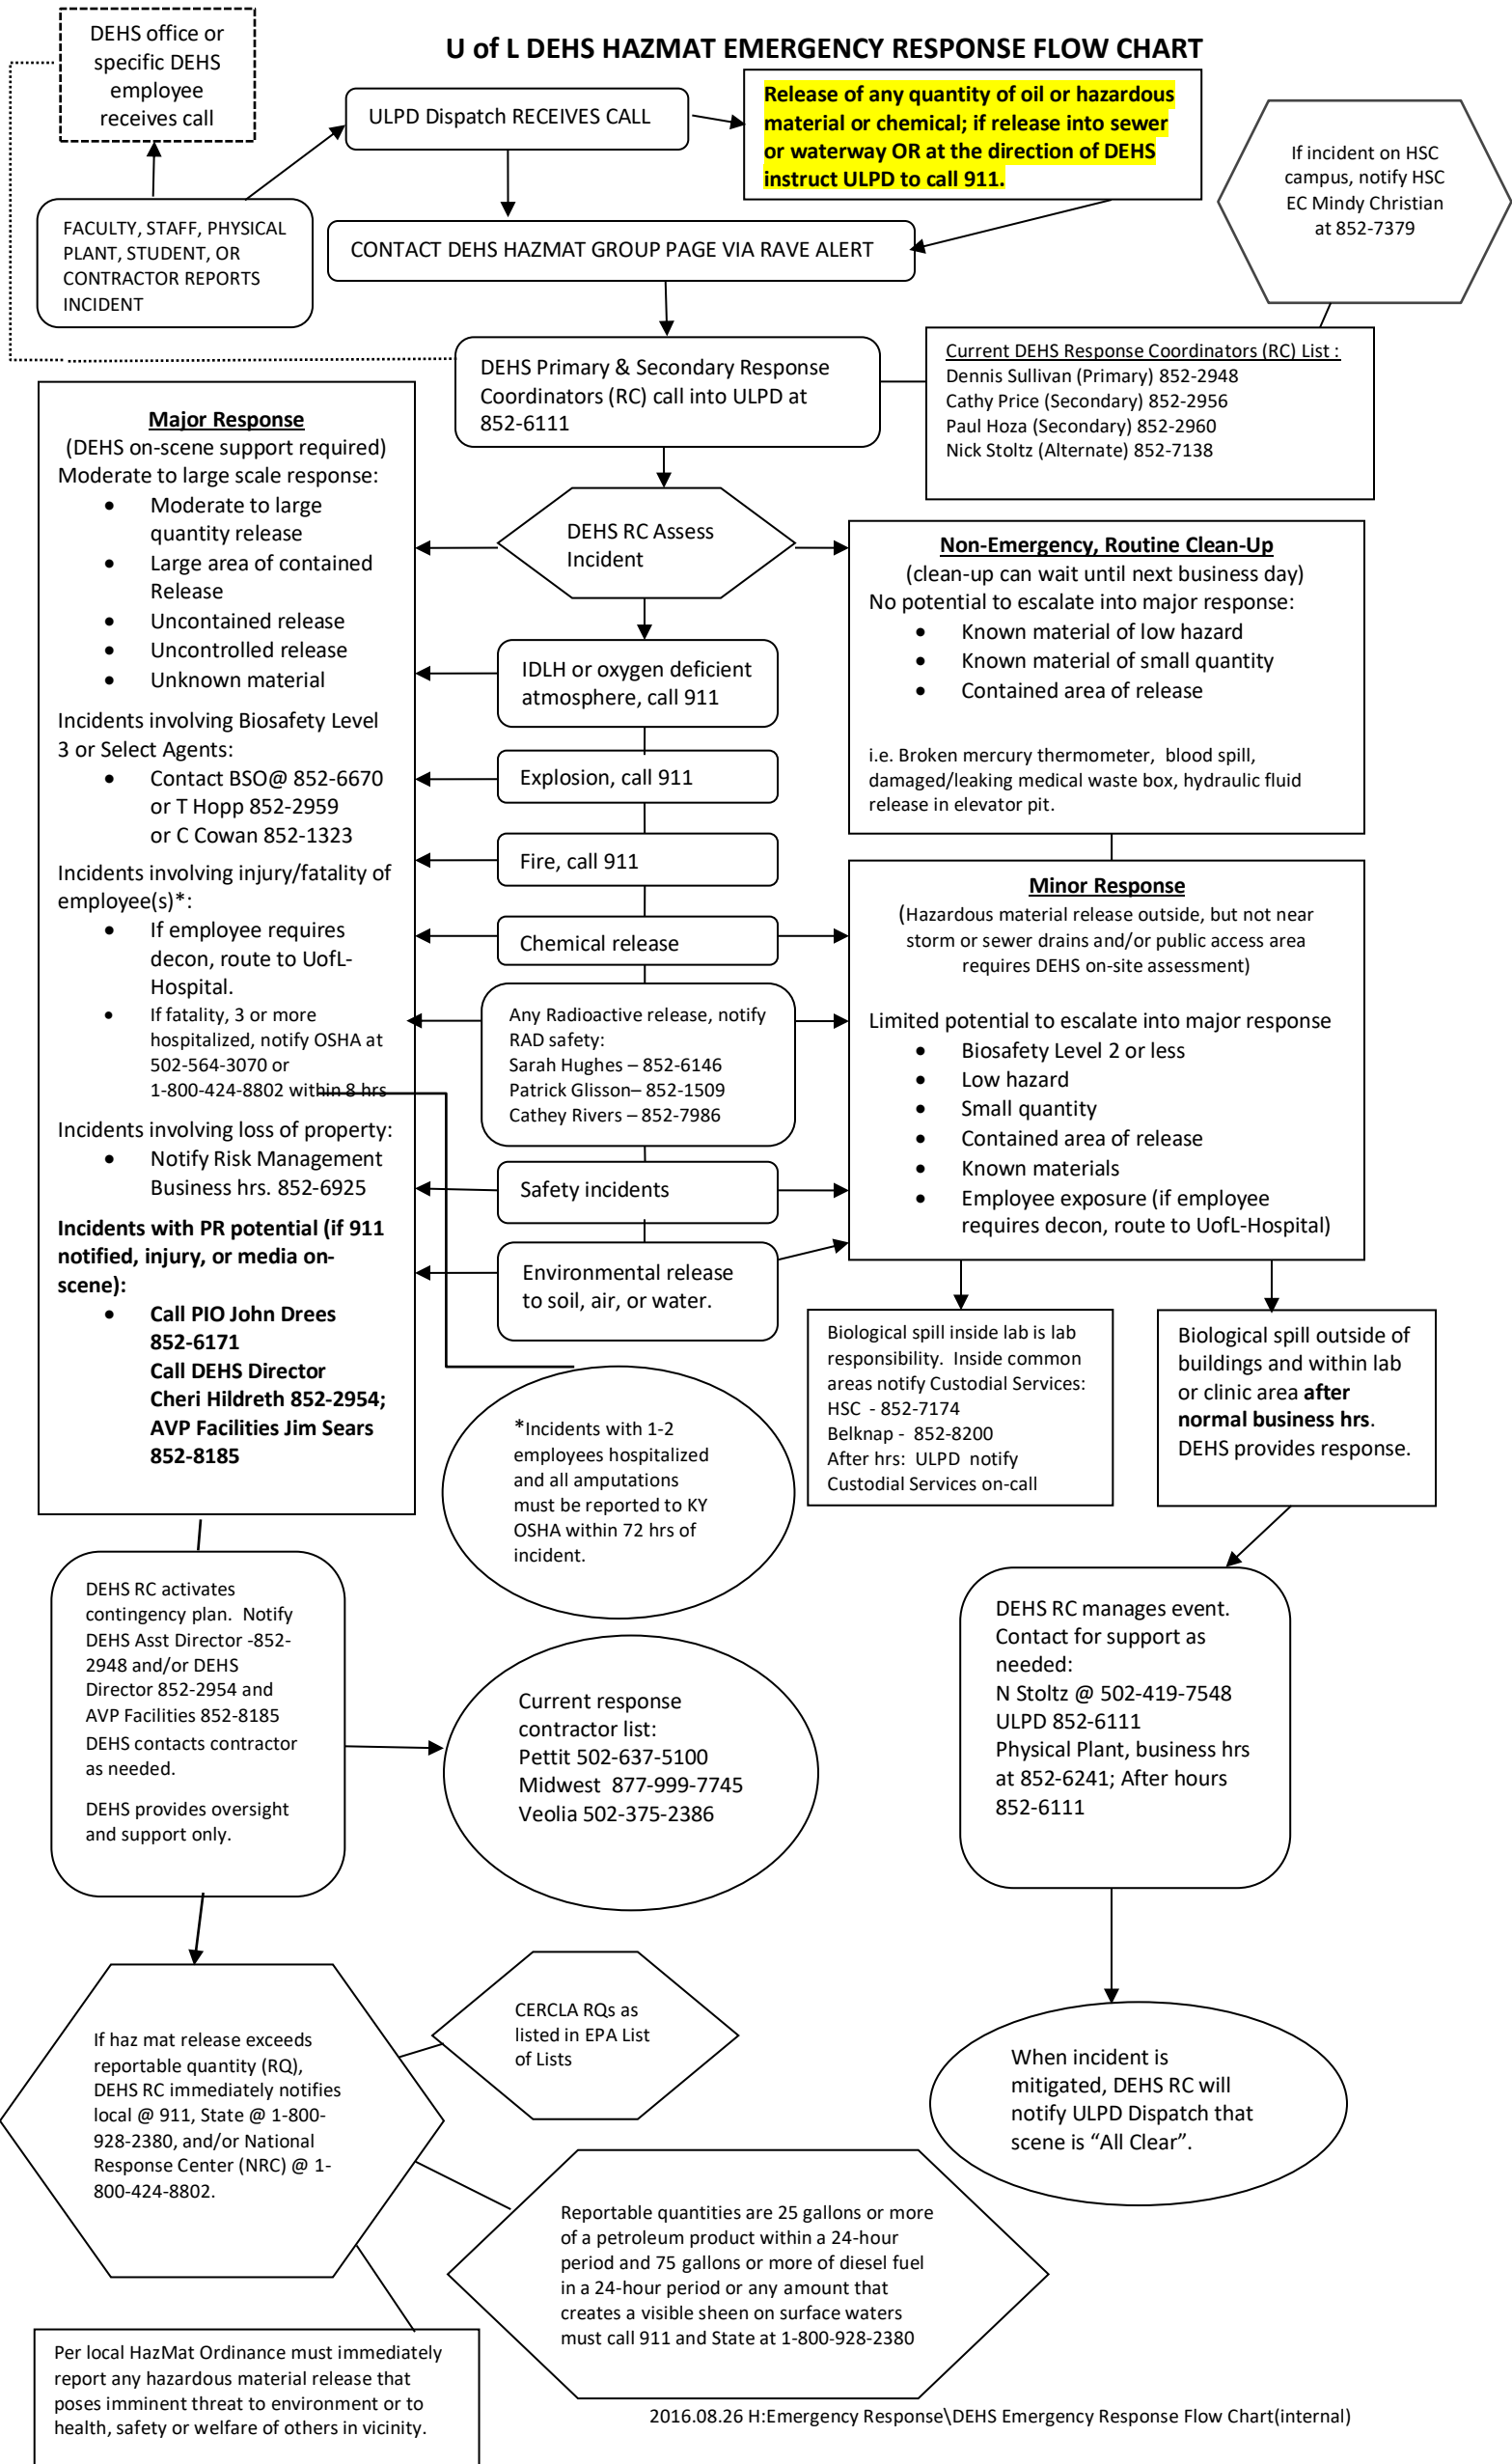 U of L DEHS HAZMAT EMERGENCY RESPONSE FLOW CHART
DEHS office or
specific DEHS
employee
receives call
ULPD Dispatch RECEIVES CALL
Release of any quantity of oil or hazardous
material or chemical; if release into sewer
or waterway OR at the direction of DEHS
instruct ULPD to call 911.
If incident on HSC
campus, notify HSC
EC Mindy Christian
at 852-7379
FACULTY, STAFF, PHYSICAL
PLANT, STUDENT, OR
CONTRACTOR REPORTS
INCIDENT
CONTACT DEHS HAZMAT GROUP PAGE VIA RAVE ALERT
DEHS Primary & Secondary Response
Coordinators (RC) call into ULPD at
852-6111
Current DEHS Response Coordinators (RC) List :
Dennis Sullivan (Primary) 852-2948
Cathy Price (Secondary) 852-2956
Paul Hoza (Secondary) 852-2960
Nick Stoltz (Alternate) 852-7138
Major Response
(DEHS on-scene support required)
Moderate to large scale response:
• Moderate to large
quantity release
• Large area of contained
Release
• Uncontained release
• Uncontrolled release
• Unknown material
Incidents involving Biosafety Level
3 or Select Agents:
• Contact BSO@ 852-6670
or T Hopp 852-2959
or C Cowan 852-1323
Incidents involving injury/fatality of
employee(s)*:
• If employee requires
decon, route to UofL-
Hospital.
• If fatality, 3 or more
hospitalized, notify OSHA at
502-564-3070 or
1-800-424-8802 within 8 hrs
Incidents involving loss of property:
• Notify Risk Management
Business hrs. 852-6925
Incidents with PR potential (if 911
notified, injury, or media on-
scene):
• Call PIO John Drees
852-6171
Call DEHS Director
Cheri Hildreth 852-2954;
AVP Facilities Jim Sears
852-8185
DEHS RC Assess
Incident
IDLH or oxygen deficient
atmosphere, call 911
Explosion, call 911
Fire, call 911
Chemical release
Any Radioactive release, notify
RAD safety:
Sarah Hughes – 852-6146
Patrick Glisson– 852-1509
Cathey Rivers – 852-7986
Safety incidents
Environmental release
to soil, air, or water.
Non-Emergency, Routine Clean-Up
(clean-up can wait until next business day)
No potential to escalate into major response:
• Known material of low hazard
• Known material of small quantity
• Contained area of release
i.e. Broken mercury thermometer, blood spill,
damaged/leaking medical waste box, hydraulic fluid
release in elevator pit.
Minor Response
(Hazardous material release outside, but not near
storm or sewer drains and/or public access area
requires DEHS on-site assessment)
Limited potential to escalate into major response
• Biosafety Level 2 or less
• Low hazard
• Small quantity
• Contained area of release
• Known materials
• Employee exposure (if employee
requires decon, route to UofL-Hospital)
Biological spill inside lab is lab
responsibility. Inside common
areas notify Custodial Services:
HSC - 852-7174
Belknap - 852-8200
After hrs: ULPD notify
Custodial Services on-call
Biological spill outside of
buildings and within lab
or clinic area after
normal business hrs.
DEHS provides response.
*Incidents with 1-2
employees hospitalized
and all amputations
must be reported to KY
OSHA within 72 hrs of
incident.
DEHS RC activates
contingency plan. Notify
DEHS Asst Director -852-
2948 and/or DEHS
Director 852-2954 and
AVP Facilities 852-8185
DEHS contacts contractor
as needed.
DEHS provides oversight
and support only.
Current response
contractor list:
Pettit 502-637-5100
Midwest 877-999-7745
Veolia 502-375-2386
DEHS RC manages event.
Contact for support as
needed:
N Stoltz @ 502-419-7548
ULPD 852-6111
Physical Plant, business hrs
at 852-6241; After hours
852-6111
If haz mat release exceeds
reportable quantity (RQ),
DEHS RC immediately notifies
local @ 911, State @ 1-800-
928-2380, and/or National
Response Center (NRC) @ 1-
800-424-8802.
CERCLA RQs as
listed in EPA List
of Lists
When incident is
mitigated, DEHS RC will
notify ULPD Dispatch that
scene is “All Clear”.
Reportable quantities are 25 gallons or more
of a petroleum product within a 24-hour
period and 75 gallons or more of diesel fuel
in a 24-hour period or any amount that
creates a visible sheen on surface waters
must call 911 and State at 1-800-928-2380
Per local HazMat Ordinance must immediately
report any hazardous material release that
poses imminent threat to environment or to
health, safety or welfare of others in vicinity.
2016.08.26 H:Emergency Response\DEHS Emergency Response Flow Chart(internal)